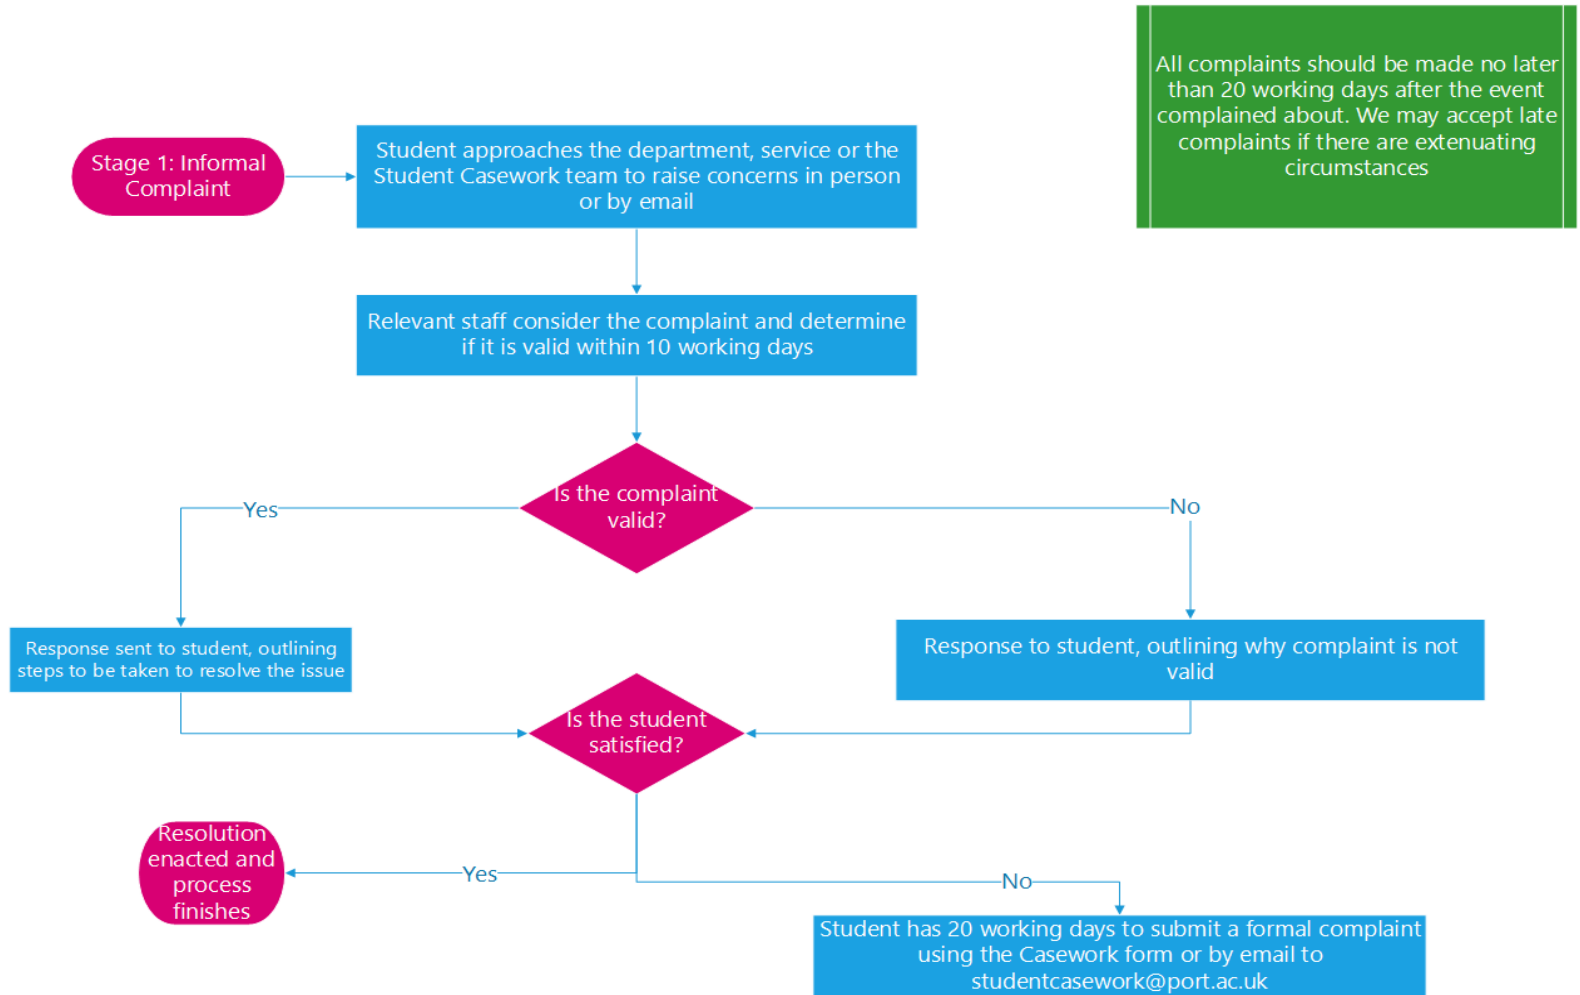 All complaints should be made no later
than 20 working days after the event
complained about. We may accept late
complaints if there are extenuating
circumstances
Stage 1: Informal
Complaint
Student approaches the department, service or the
Student Casework team to raise concerns in person
or by email
Relevant staff consider the complaint and determine
if it is valid within 10 working days
Is the complaint
valid?
Yes
No
Response sent to student, outlining
steps to be taken to resolve the issue
Response to student, outlining why complaint is not
valid
Is the student
satisfied?
Yes
No
Resolution
enacted and
process
finishes
Student has 20 working days to submit a formal complaint
using the Casework form or by email to
studentcasework@port.ac.uk